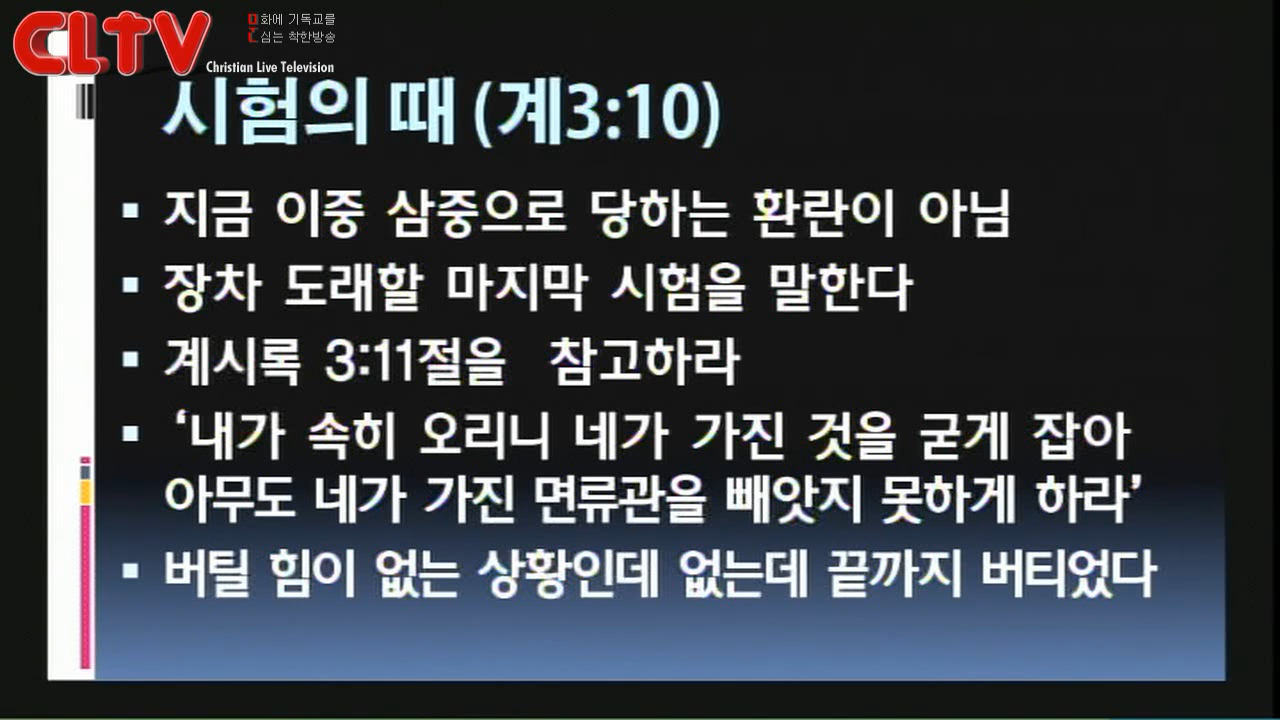 CLTV
문화에 기독교를
심는 착한방송
Christian Live Television
시험의 때 (계3:10)
▪ 지금 이중 삼중으로 당하는 환란이 아님
▪ 장차 도래할 마지막 시험을 말한다
▪ 계시록 3:11절을 참고하라
▪ ‘내가 속히 오리니 네가 가진 것을 굳게 잡아
아무도 네가 가진 면류관을 빼앗지 못하게 하라’
▪ 버틸 힘이 없는 상황인데 없는데 끝까지 버티었다